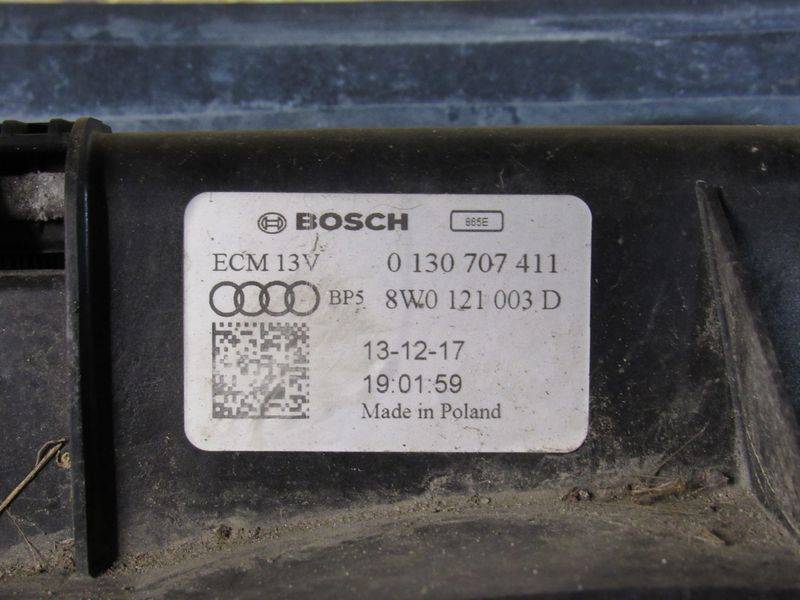 BOSCH 865E
ECM 13V 0 130 707 411
BP5 8W0 121 003 D
13-12-17
19:01:59
Made in Poland